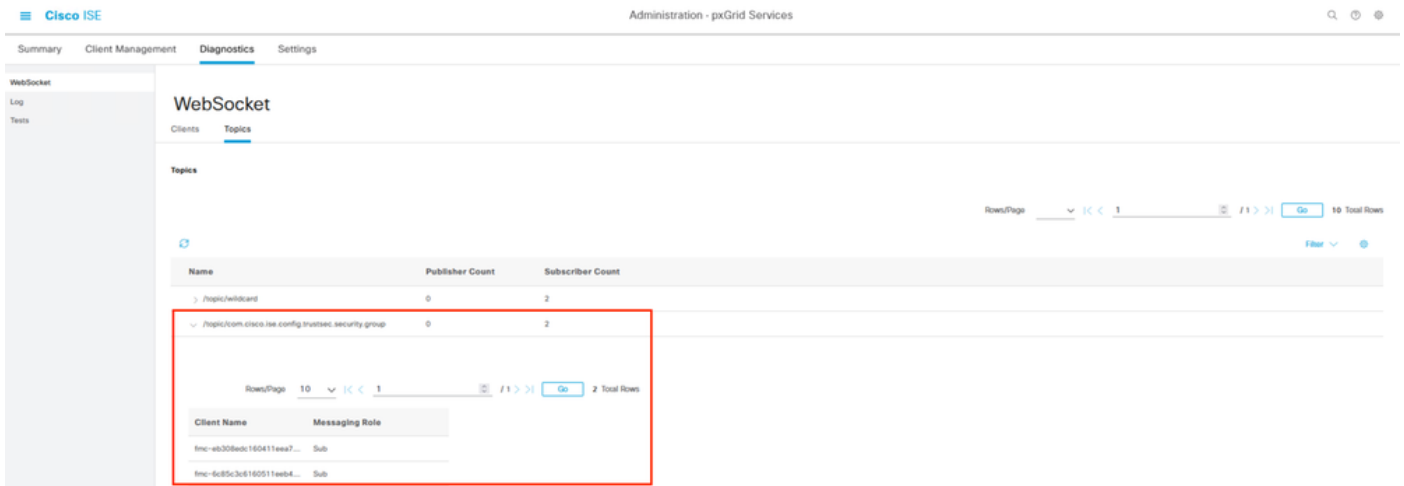 Cisco ISE
Administration - pxGrid Services
Summary Client Management Diagnostics Settings
WebSocket
Log
Tests
WebSocket
Clients Topics
Topics
Rows/Page 1 / 1 Go 10 Total Rows
Filter
Name Publisher Count Subscriber Count
/topic/wildcard 0 2
/topic/com.cisco.ise.config.trustsec.security.group 0 2
Rows/Page 10 1 / 1 Go 2 Total Rows
Client Name Messaging Role
fmc-eb308edc160411eea7... Sub
fmc-6c85c3c6160511eeb4... Sub